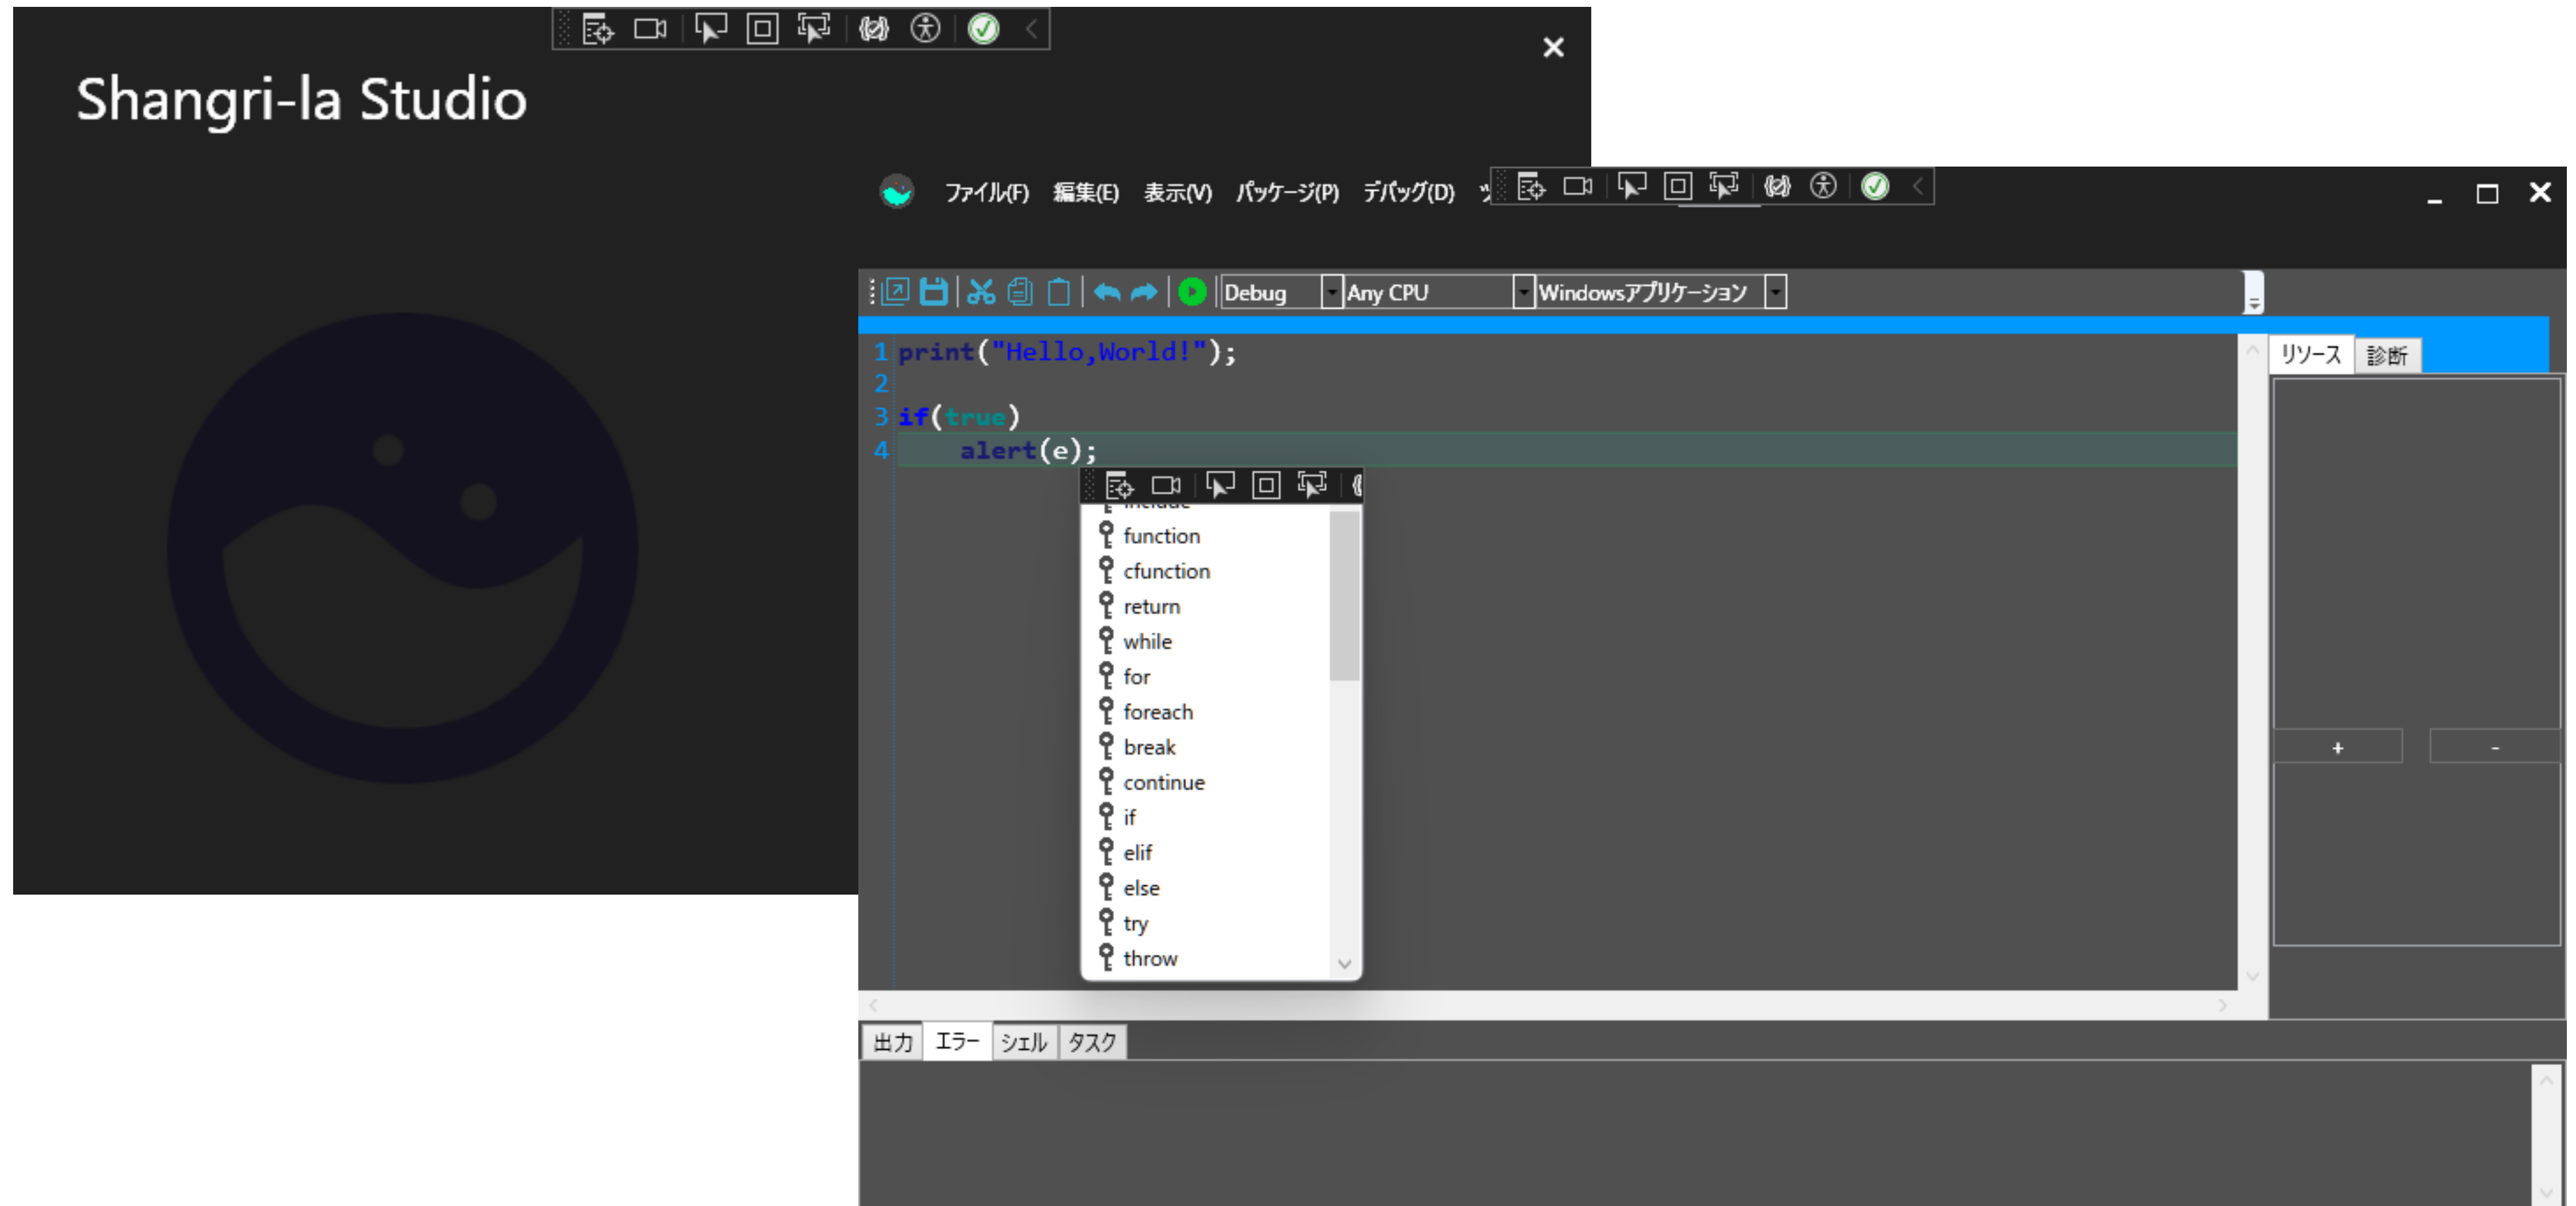 Shangri-la Studio
ファイル(F) 編集(E) 表示(V) パッケージ(P) デバッグ(D)
Debug Any CPU Windowsアプリケーション
1 print("Hello,World!");
2
3 if(true)
4 alert(e);
リソース 診断
include
function
cfunction
return
while
for
foreach
break
continue
if
elif
else
try
throw
+ -
出力 エラー シェル タスク